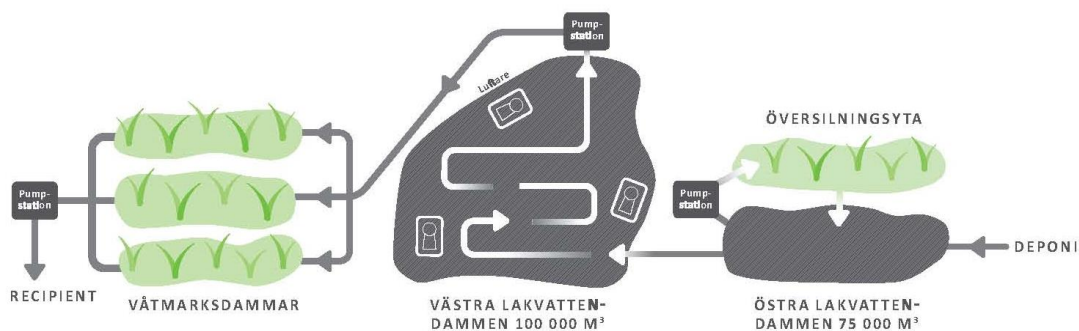 Pump-
station
Luftare
ÖVERSILNINGSYTA
Pump-
station
Pump-
station
DEPONI
RECIPIENT
VÅTMARKSDAMMAR
VÄSTRA LAKVATTEN-
DAMMEN 100 000 M³
ÖSTRA LAKVATTEN-
DAMMEN 75 000 M³